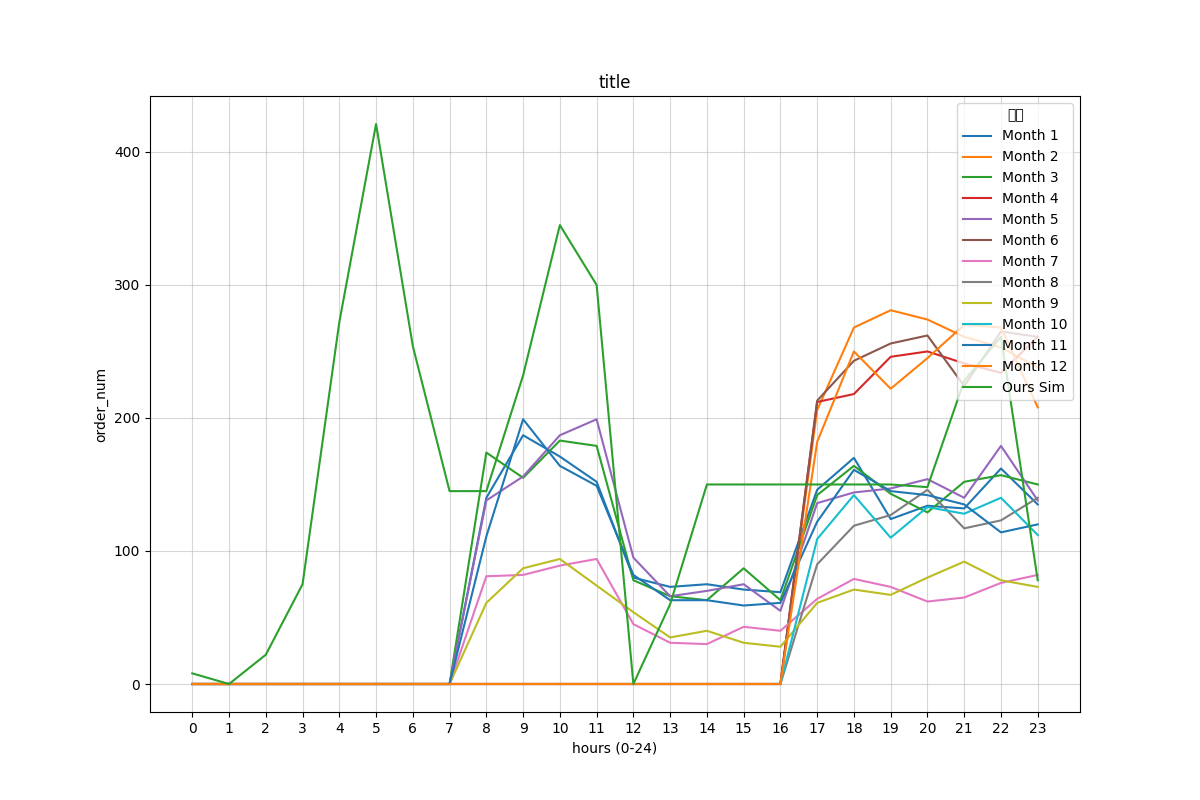 title
order_num
400
300
200
100
0
Month 1
Month 2
Month 3
Month 4
Month 5
Month 6
Month 7
Month 8
Month 9
Month 10
Month 11
Month 12
Ours Sim
0 1 2 3 4 5 6 7 8 9 10 11 12 13 14 15 16 17 18 19 20 21 22 23
hours (0-24)